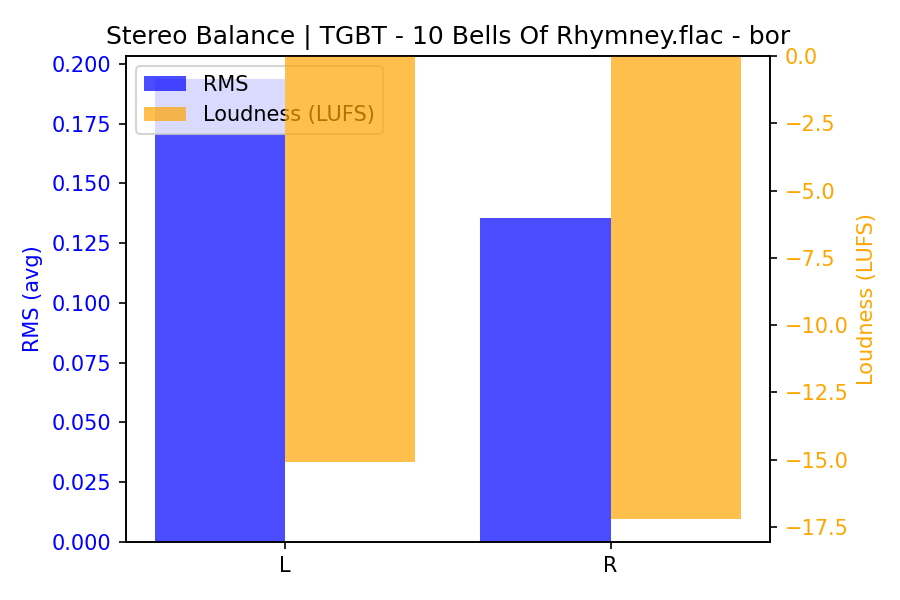 Stereo Balance | TGBT - 10 Bells Of Rhymney.flac - bor
RMS
Loudness (LUFS)
RMS (avg)
0.200
0.175
0.150
0.125
0.100
0.075
0.050
0.025
0.000
0.0
−2.5
−5.0
−7.5
−10.0
−12.5
−15.0
−17.5
Loudness (LUFS)
L
R